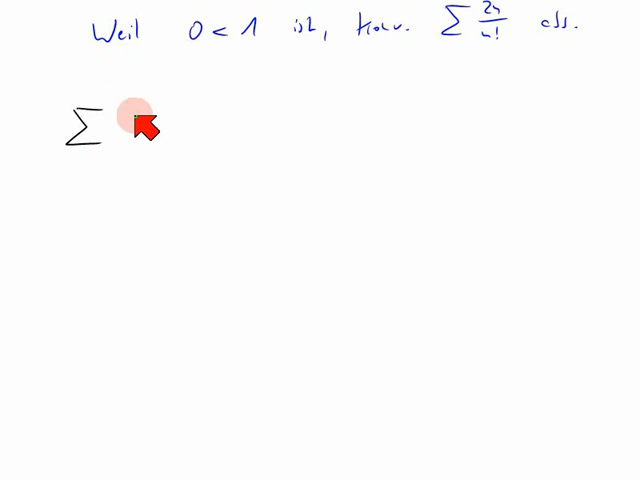 Weil 0 < 1 ist, konv. ∑ 2n/n! abs.
∑